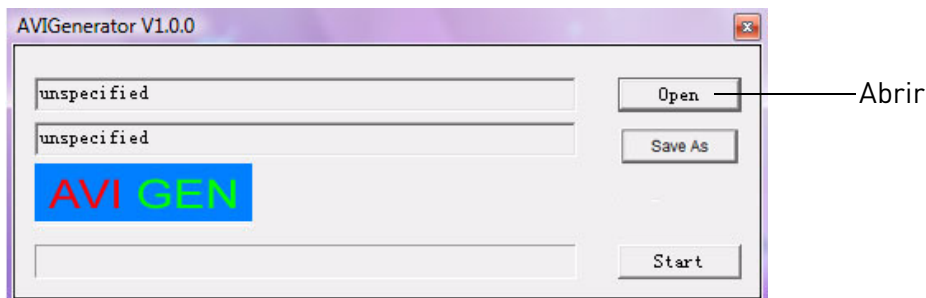 AVIGenerator V1.0.0
unspecified
Open
Abrir
unspecified
Save As
AVI GEN
Start